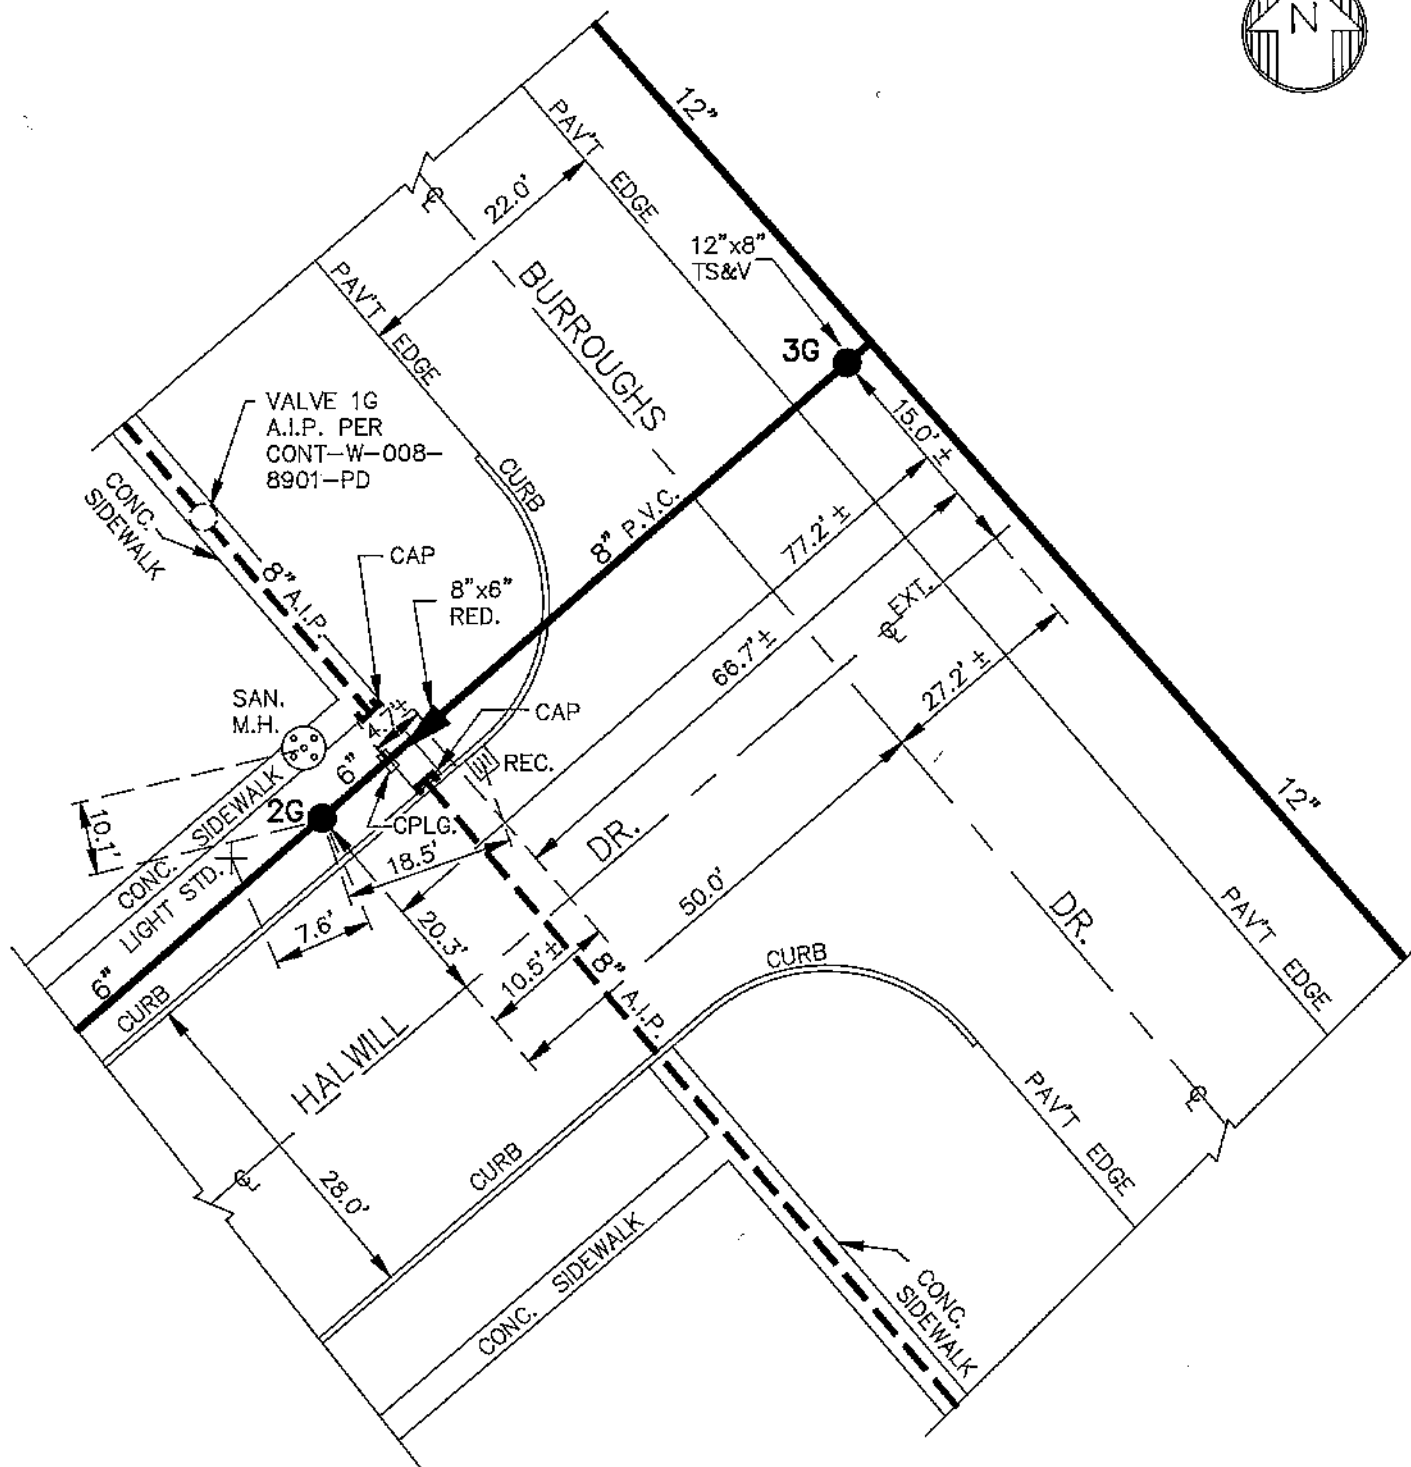 N
12"
PAV'T
EDGE
℄
22.0'
12"x8"
TS&V
BURROUGHS
PAV'T
EDGE
3G
VALVE 1G
A.I.P. PER
CONT-W-008-
8901-PD
15.0' ±
CURB
CONC.
SIDEWALK
8" P.V.C.
77.2' ±
CAP
8" A.I.P.
8"x6"
RED.
℄ EXT.
66.7' ±
27.2' ±
SAN.
M.H.
4.7'±
CAP
REC.
6"
2G
CPLG.
12"
10.1'
CONC. SIDEWALK
18.5'
DR.
LIGHT STD.
50.0'
DR.
7.6'
20.3'
PAV'T
EDGE
6"
CURB
10.5' ±
8" A.I.P.
CURB
HALWILL
PAV'T
EDGE
℄
℄
CURB
28.0'
CONC. SIDEWALK
CONC.
SIDEWALK